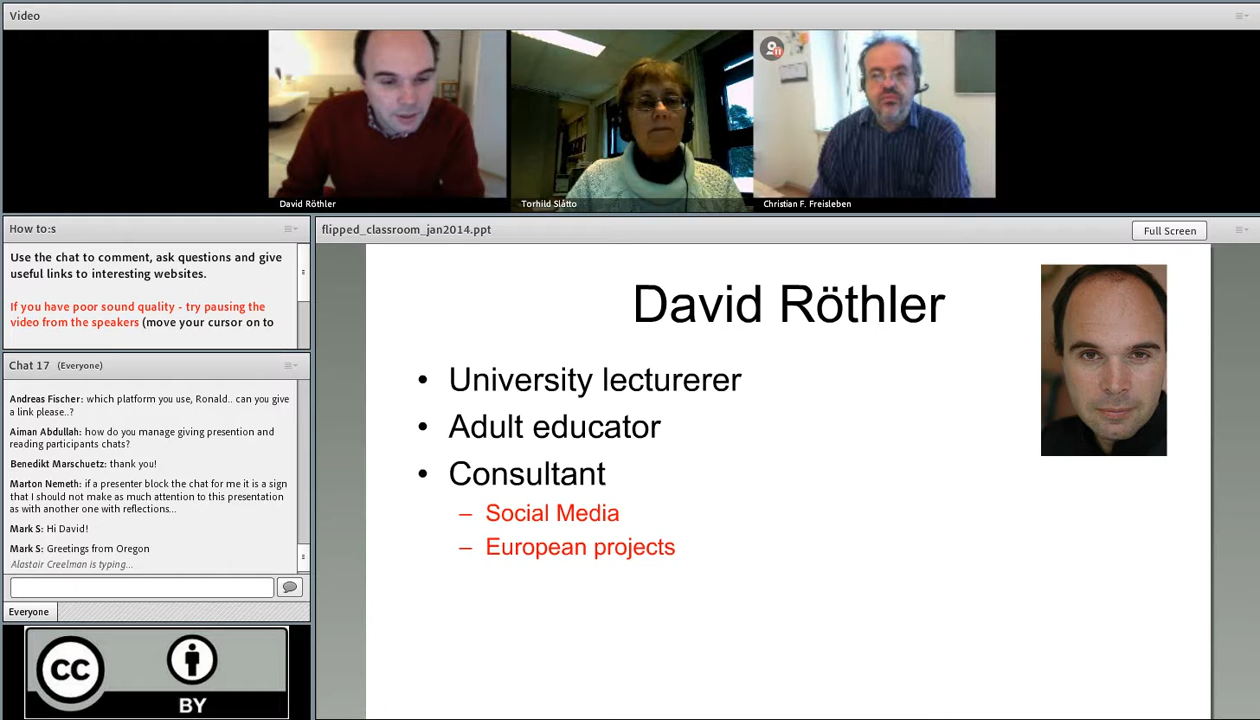 Video
David Röthler
Torhild Slåtto
Christian F. Freisleben
How to:s
Use the chat to comment, ask questions and give
useful links to interesting websites.
If you have poor sound quality - try pausing the
video from the speakers (move your cursor on to
Chat 17 (Everyone)
Andreas Fischer: which platform you use, Ronald.. can you give
a link please..?
Aiman Abdullah: how do you manage giving presention and
reading participants chats?
Benedikt Marschuetz: thank you!
Marton Nemeth: if a presenter block the chat for me it is a sign
that I should not make as much attention to this presentation
as with another one with reflections...
Mark S: Hi David!
Mark S: Greetings from Oregon
Alastair Creelman is typing...
Everyone
CC
BY
flipped_classroom_jan2014.ppt
Full Screen
David Röthler
• University lecturerer
• Adult educator
• Consultant
– Social Media
– European projects